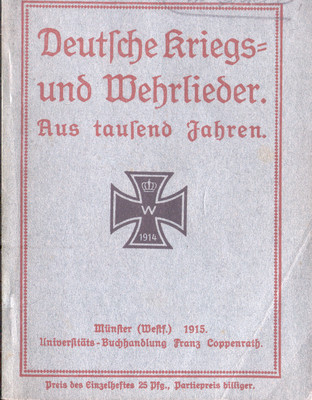 Deutſche Kriegs=
und Wehrlieder.
Aus tauſend Jahren.
W
1914
Münſter (Weſtf.) 1915.
Univerſitäts-Buchhandlung Franz Coppenrath.
Preis des Einzelheftes 25 Pfg., Partiepreis billiger.